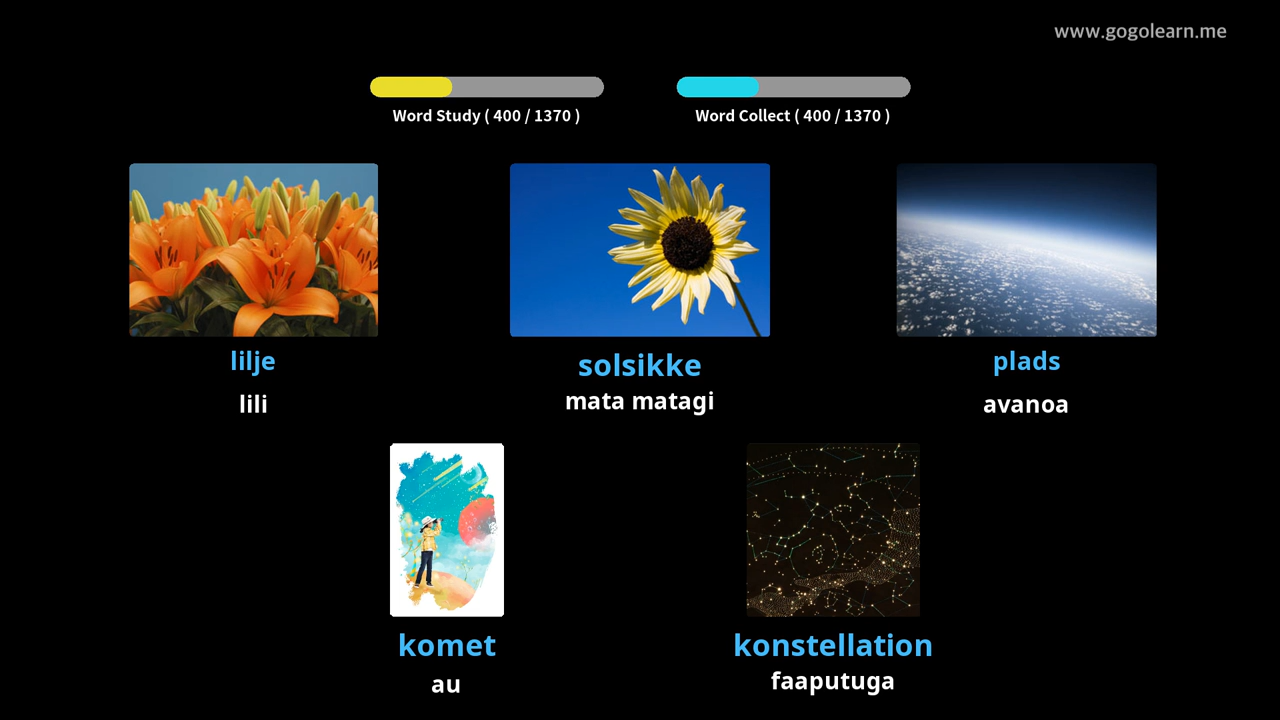 www.gogolearn.me
Word Study ( 400 / 1370 )
Word Collect ( 400 / 1370 )
lilje
lili
solsikke
mata matagi
plads
avanoa
komet
au
konstellation
faaputuga